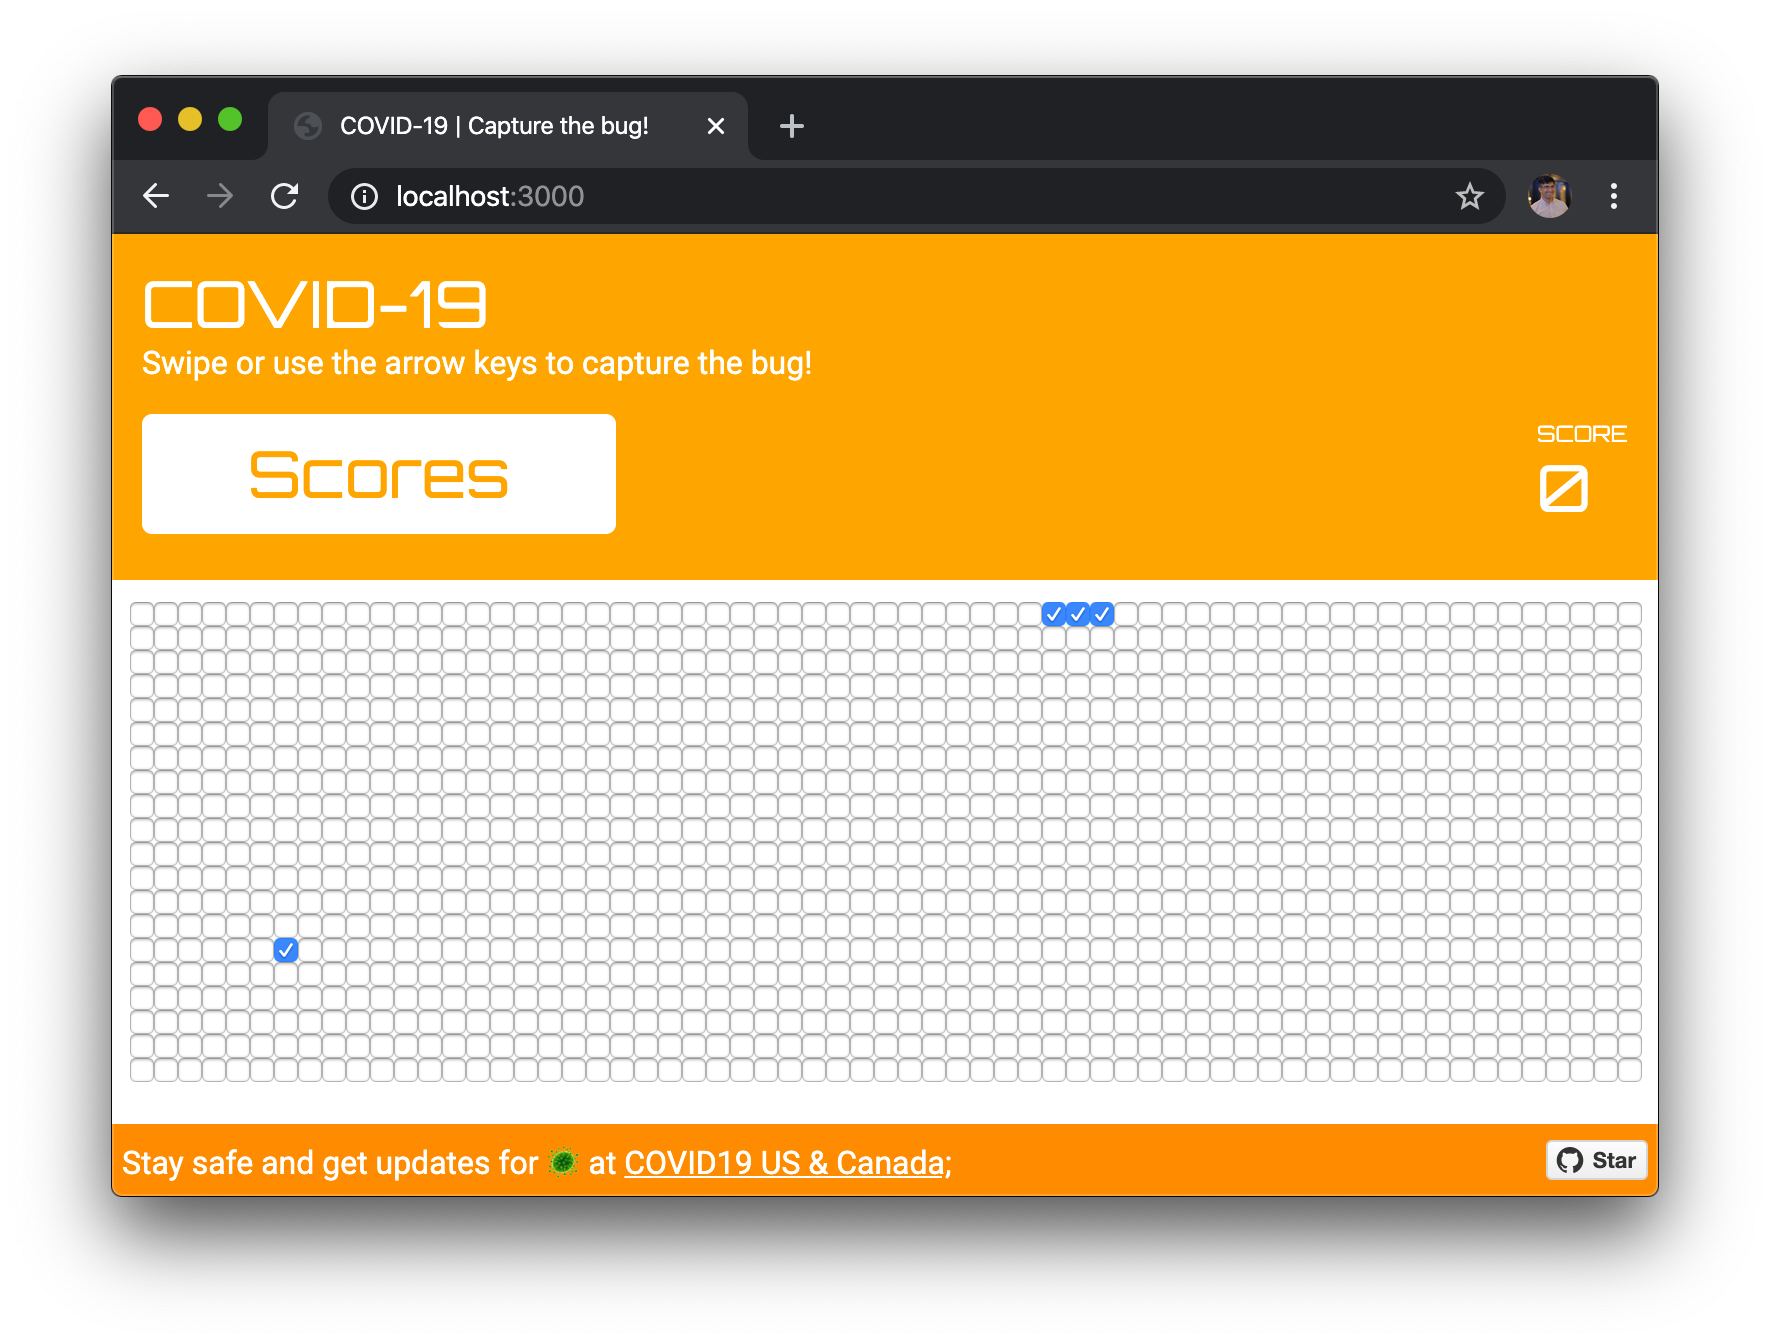 COVID-19 | Capture the bug!
localhost:3000
COVID-19
Swipe or use the arrow keys to capture the bug!
Scores
SCORE
0
Stay safe and get updates for 🦠 at COVID19 US & Canada;
Star